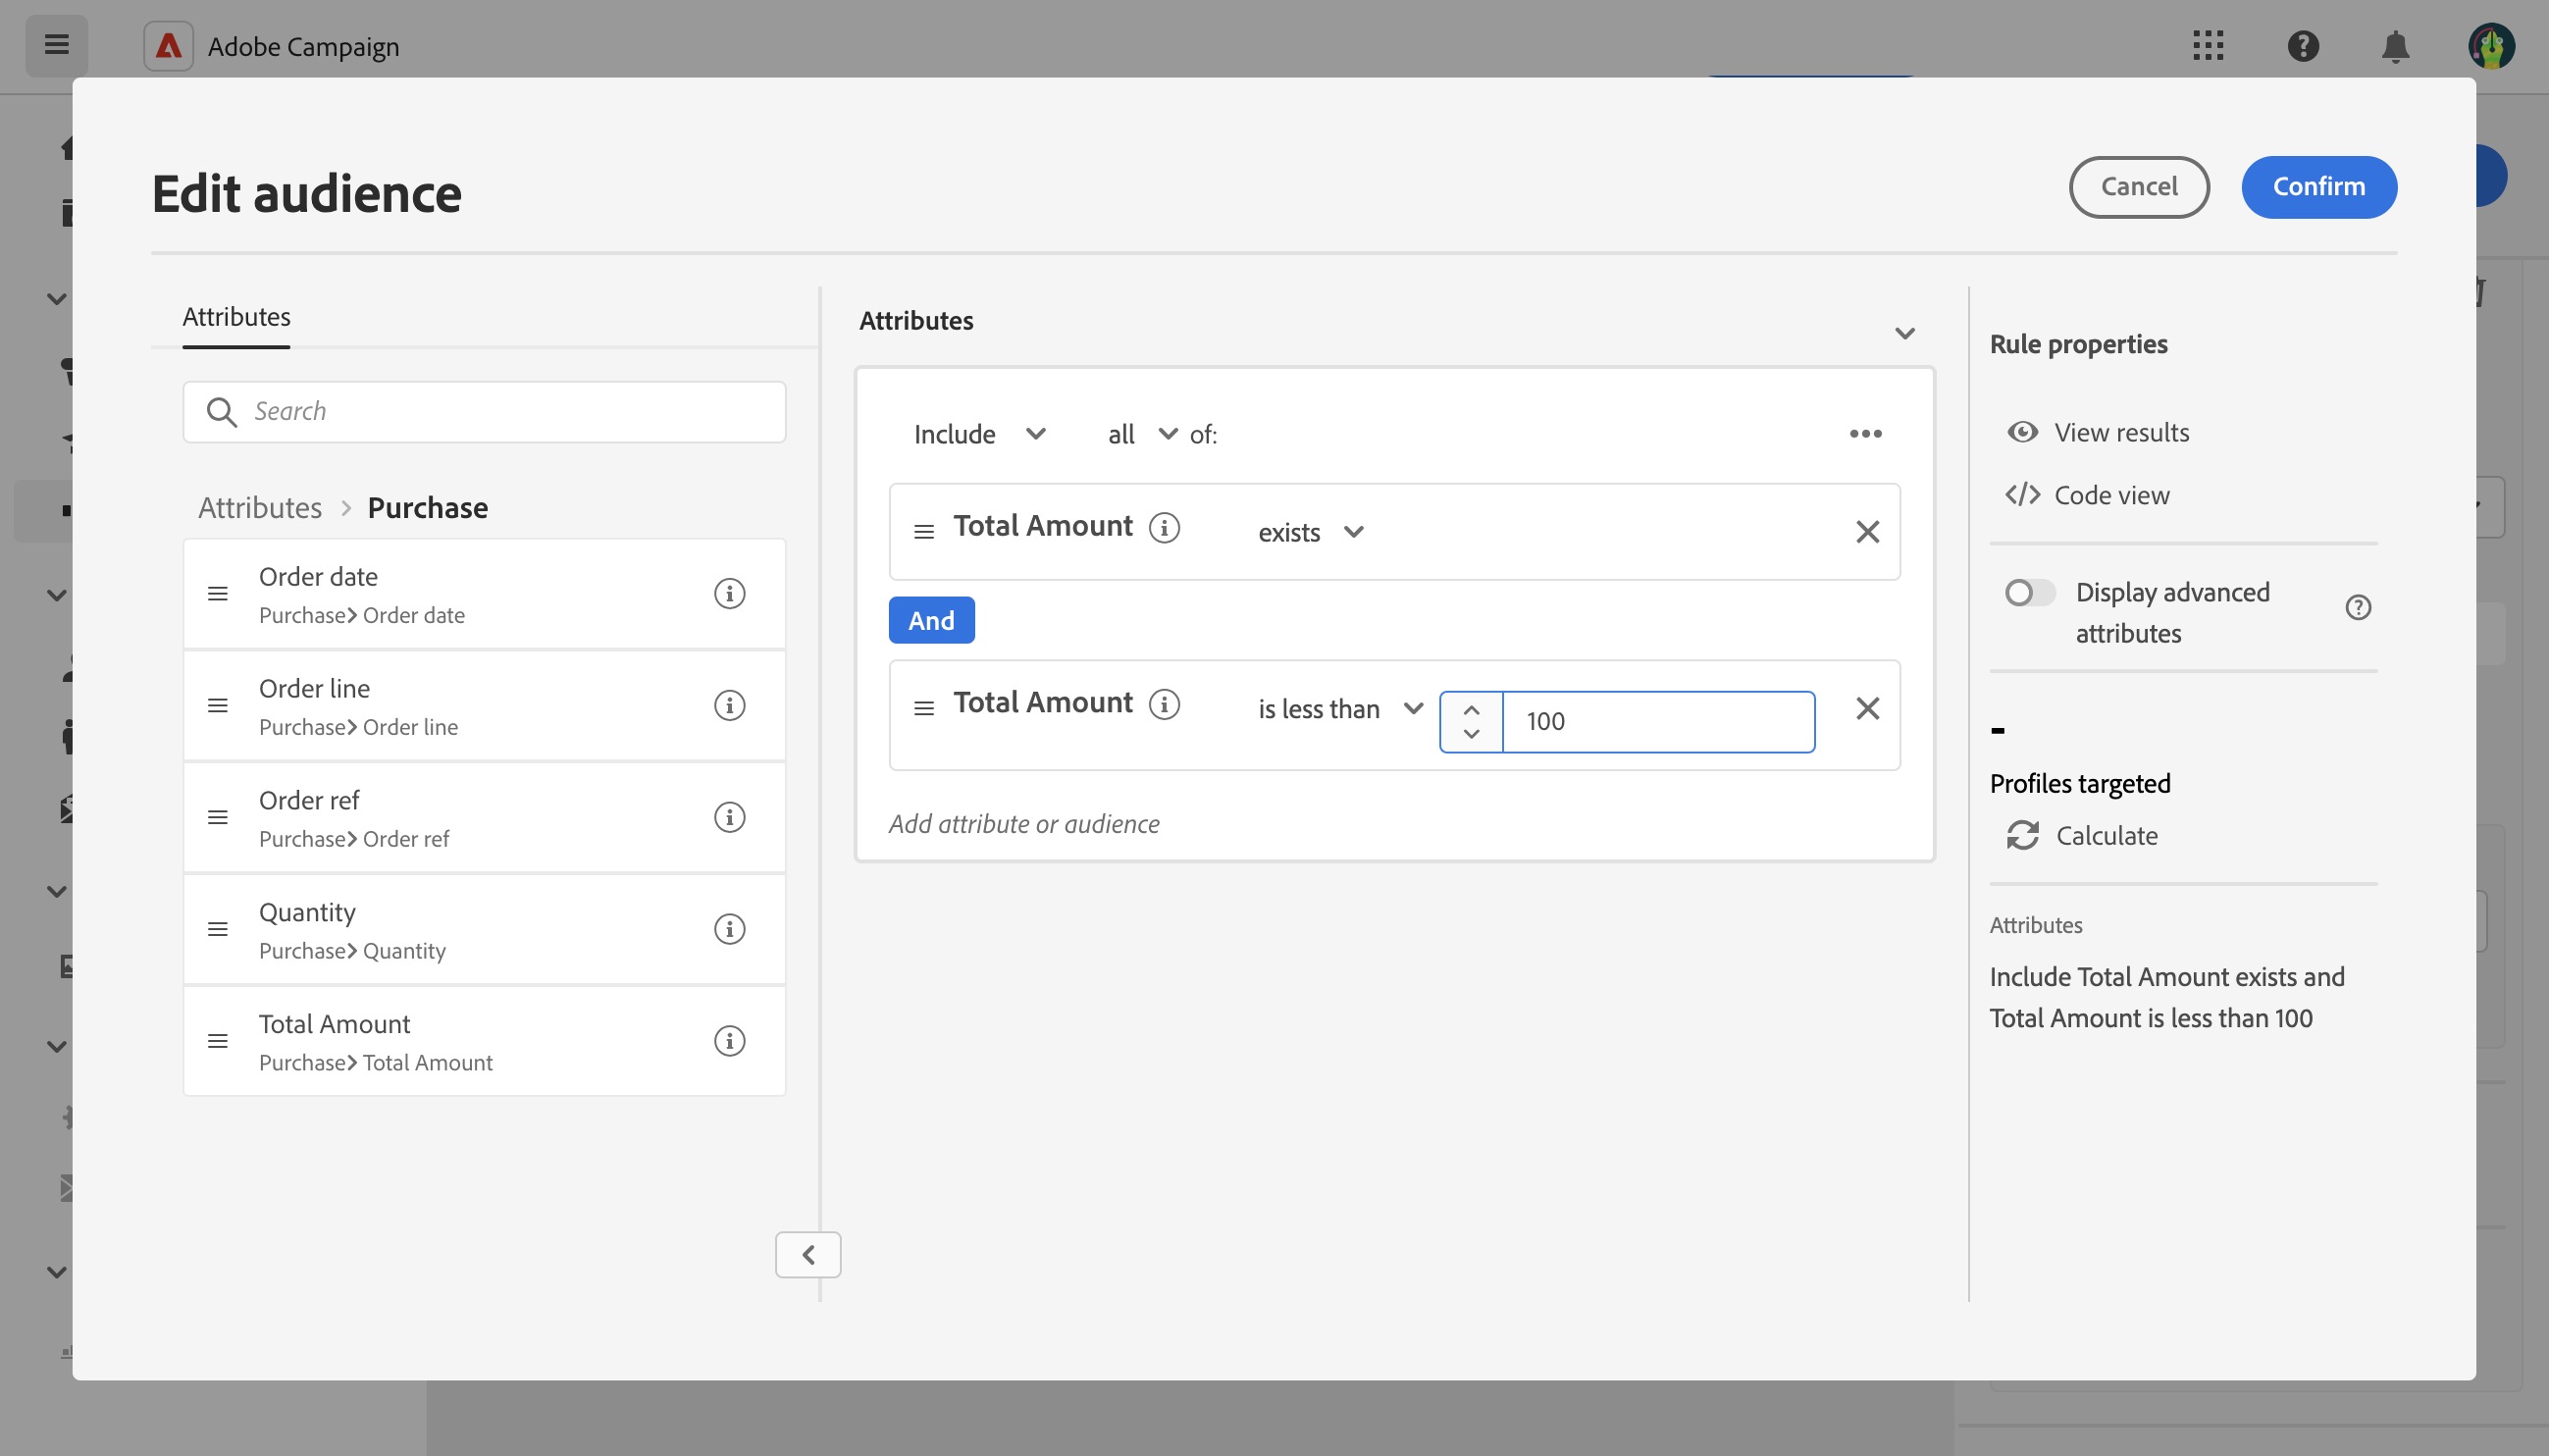 Adobe Campaign
Edit audience
Cancel
Confirm
Attributes
Search
Attributes > Purchase
Order date
Purchase> Order date
Order line
Purchase> Order line
Order ref
Purchase> Order ref
Quantity
Purchase> Quantity
Total Amount
Purchase> Total Amount
Attributes
Include all of:
Total Amount exists
And
Total Amount is less than 100
Add attribute or audience
Rule properties
View results
Code view
Display advanced
attributes
-
Profiles targeted
Calculate
Attributes
Include Total Amount exists and
Total Amount is less than 100